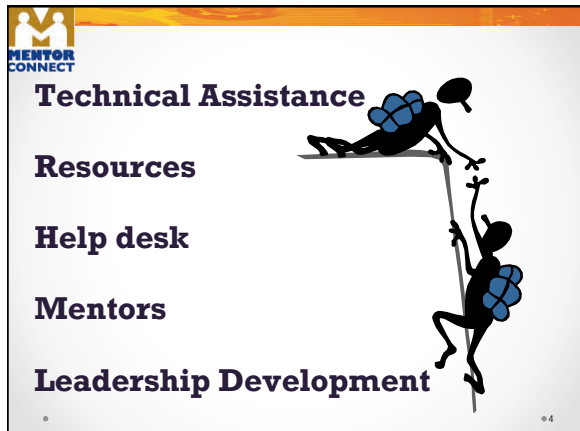 MENTOR
CONNECT
Technical Assistance
Resources
Help desk
Mentors
Leadership Development
4